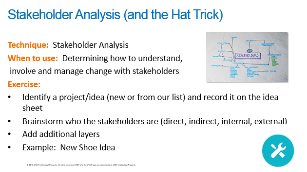 Stakeholder Analysis (and the Hat Trick)
Technique: Stakeholder Analysis
When to use: Determining how to understand,
involve and manage change with stakeholders
Exercise:
• Identify a project/idea (new or from our list) and record it on the idea
sheet
• Brainstorm who the stakeholders are (direct, indirect, internal, external)
• Add additional layers
• Example: New Shoe Idea